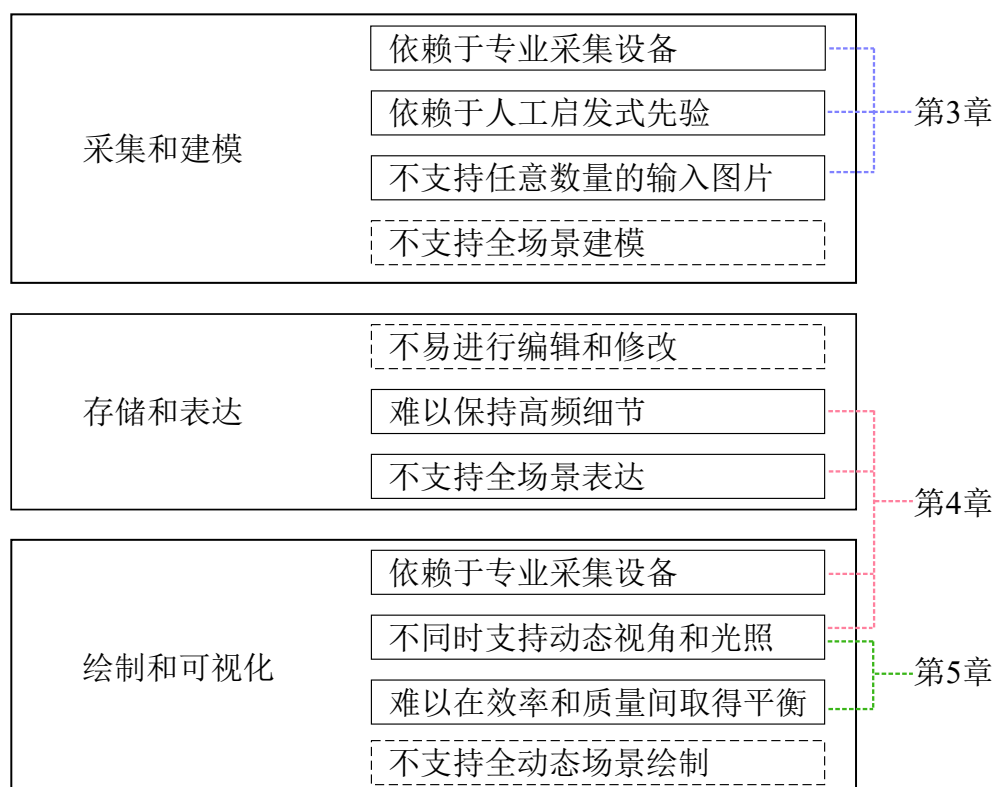 依赖于专业采集设备
依赖于人工启发式先验
第3章
采集和建模
不支持任意数量的输入图片
不支持全场景建模
不易进行编辑和修改
存储和表达
难以保持高频细节
不支持全场景表达
第4章
依赖于专业采集设备
不同时支持动态视角和光照
绘制和可视化
第5章
难以在效率和质量间取得平衡
不支持全动态场景绘制